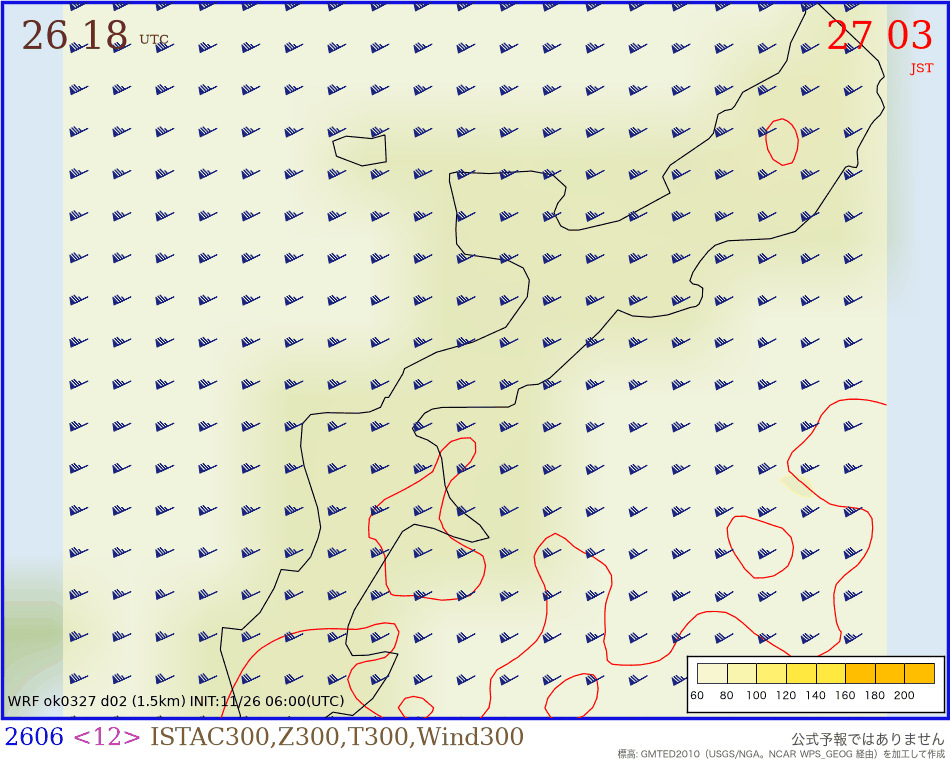 26.18 UTC
27 03
JST
60 80 100 120 140 160 180 200
WRF ok0327 d02 (1.5km) INIT:11/26 06:00(UTC)
2606 <12> ISTAC300,Z300,T300,Wind300
公式予報ではありません
標高: GMTED2010（USGS/NGA。NCAR WPS_GEOG 経由）を加工して作成